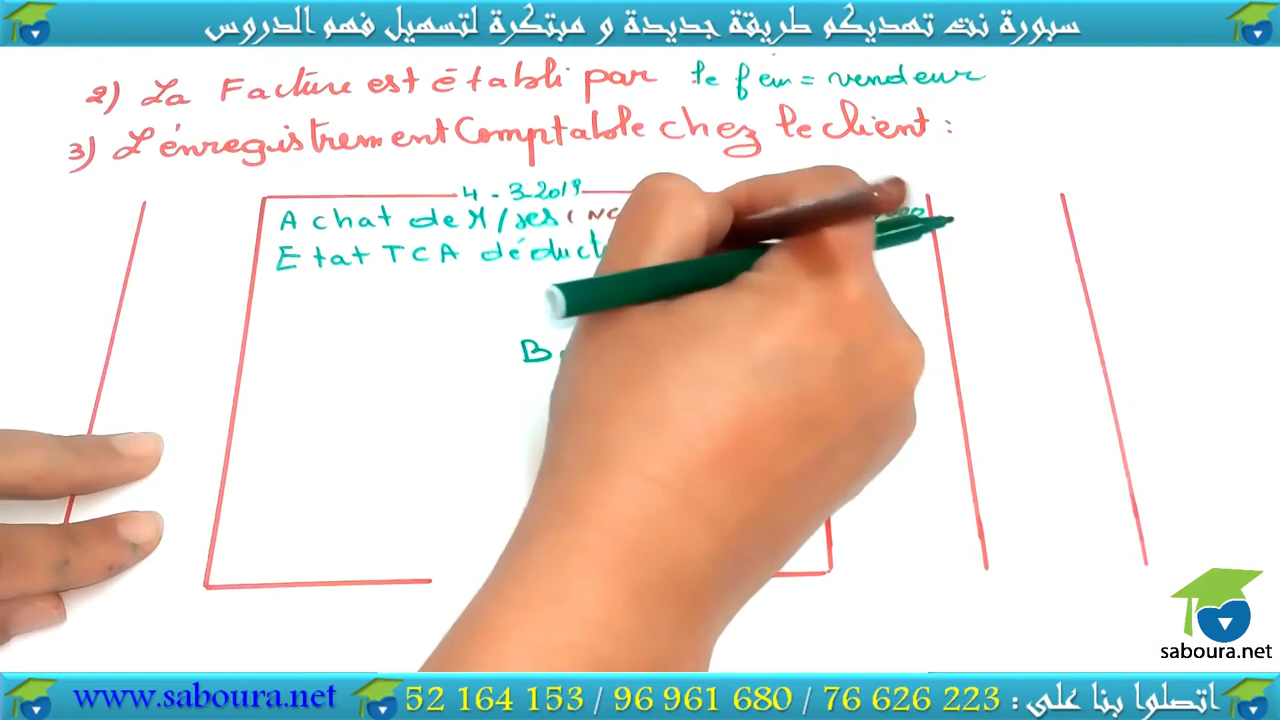 سبورة نت تهديكم طريقة جديدة و مبتكرة لتسهيل فهم الدروس
2) La Facture est établi par le = vendeur
3) L'énregistrement Comptable chez le client :
4-3-2019
Achat de M/ses (NC
Etat TCA déduct
B.
saboura.net
www.saboura.net 52 164 153 / 96 961 680 / 76 626 223 : اتصلوا بنا على